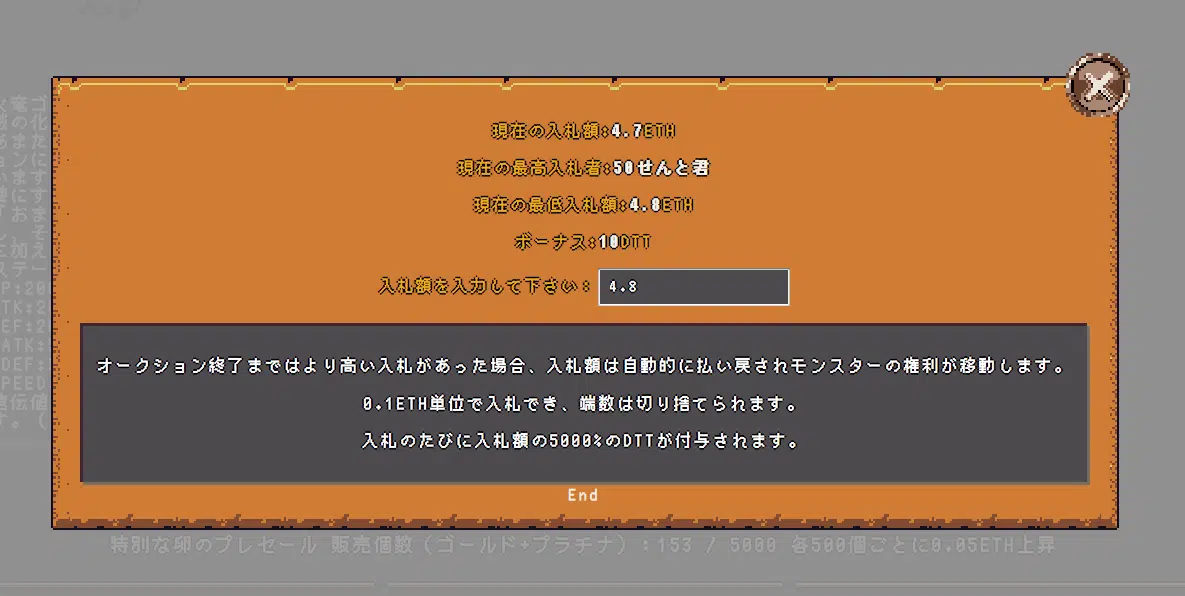 現在の入札額:4.7ETH
現在の最高入札者:50せんと君
現在の最低入札額:4.8ETH
ボーナス:10DTT
入札額を入力して下さい: 4.8
オークション終了まではより高い入札があった場合、入札額は自動的に払い戻されモンスターの権利が移動します。
0.1ETH単位で入札でき、端数は切り捨てられます。
入札のたびに入札額の5000%のDTTが付与されます。
End
特別な卵のプレセール 販売個数(ゴールド+プラチナ):153 / 5000 各500個ごとに0.05ETH上昇